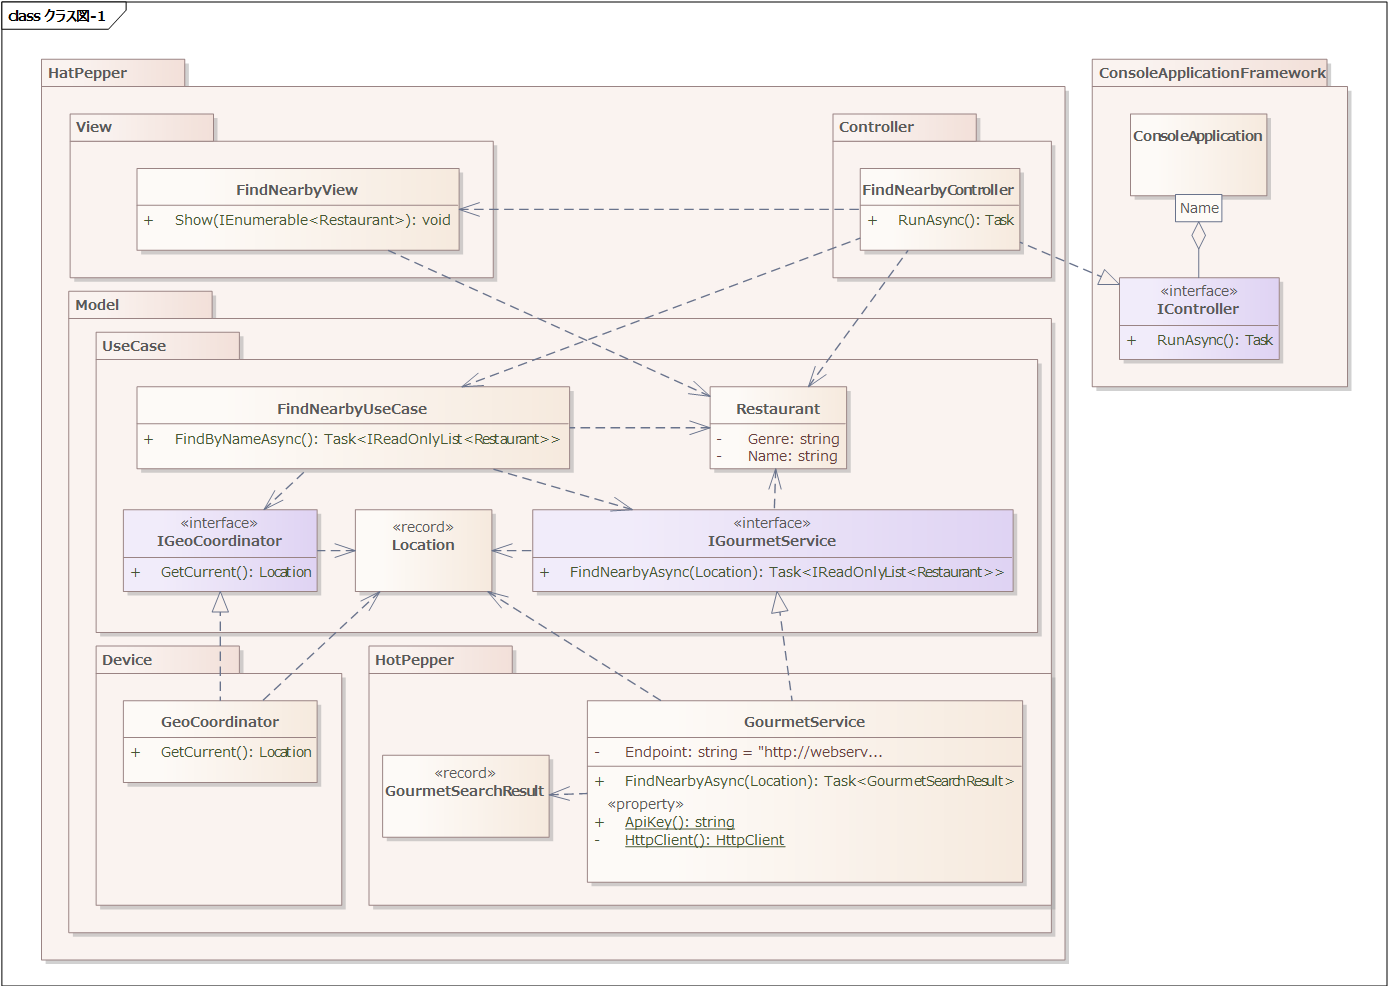 class クラス図-1
HatPepper
ConsoleApplicationFramework
View
Controller
ConsoleApplication
FindNearbyView
+ Show(IEnumerable<Restaurant>): void
FindNearbyController
+ RunAsync(): Task
Name
«interface»
IController
+ RunAsync(): Task
Model
UseCase
FindNearbyUseCase
+ FindByNameAsync(): Task<IReadOnlyList<Restaurant>>
Restaurant
- Genre: string
- Name: string
«interface»
IGeoCoordinator
+ GetCurrent(): Location
«record»
Location
«interface»
IGourmetService
+ FindNearbyAsync(Location): Task<IReadOnlyList<Restaurant>>
Device
HotPepper
GeoCoordinator
+ GetCurrent(): Location
«record»
GourmetSearchResult
GourmetService
- Endpoint: string = "http://webserv...
+ FindNearbyAsync(Location): Task<GourmetSearchResult>
«property»
+ ApiKey(): string
- HttpClient(): HttpClient